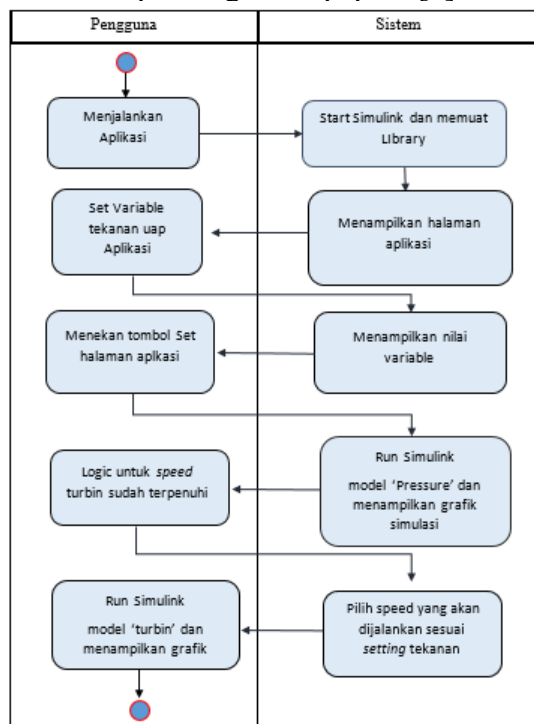 Pengguna
Sistem
Menjalankan
Aplikasi
Start Simulink dan memuat
LIbrary
Menampilkan halaman
aplikasi
Set Variable
tekanan uap
Aplikasi
Menampilkan nilai
variable
Menekan tombol Set
halaman aplkasi
Run Simulink
model ‘Pressure’ dan
menampilkan grafik
simulasi
Logic untuk speed
turbin sudah terpenuhi
Pilih speed yang akan
dijalankan sesuai
setting tekanan
Run Simulink
model ‘turbin’ dan
menampilkan grafik